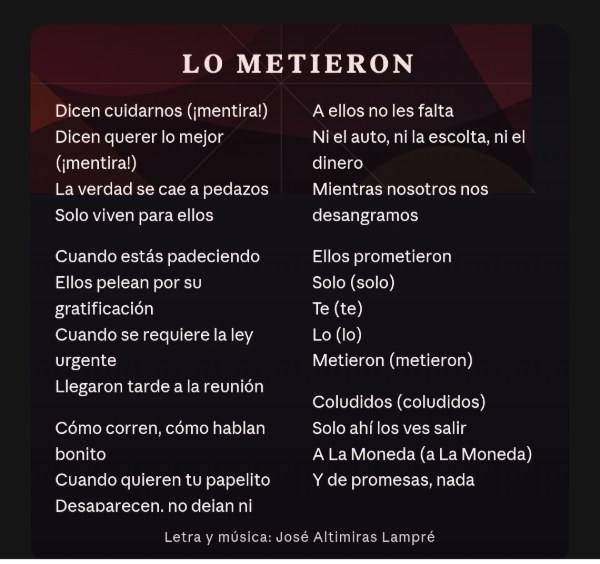 LO METIERON
Dicen cuidarnos (¡mentira!)
Dicen querer lo mejor
(¡mentira!)
La verdad se cae a pedazos
Solo viven para ellos
Cuando estás padeciendo
Ellos pelean por su
gratificación
Cuando se requiere la ley
urgente
Llegaron tarde a la reunión
Cómo corren, cómo hablan
bonito
Cuando quieren tu papelito
Desaparecen, no dejan ni
A ellos no les falta
Ni el auto, ni la escolta, ni el
dinero
Mientras nosotros nos
desangramos
Ellos prometieron
Solo (solo)
Te (te)
Lo (lo)
Metieron (metieron)
Coludidos (coludidos)
Solo ahí los ves salir
A La Moneda (a La Moneda)
Y de promesas, nada
Letra y música: José Altimiras Lampré